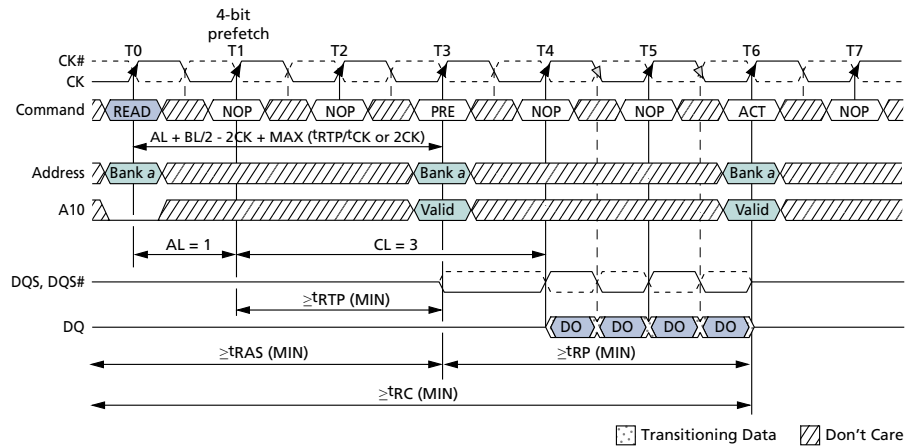 4-bit
prefetch
T0 T1 T2 T3 T4 T5 T6 T7
CK#
CK
Command READ NOP NOP PRE NOP NOP ACT NOP
AL + BL/2 - 2CK + MAX (tRTP/tCK or 2CK)
Address Bank a Bank a Bank a
A10 Valid Valid
AL = 1 CL = 3
DQS, DQS#
≥tRTP (MIN)
DQ DO DO DO DO
≥tRAS (MIN) ≥tRP (MIN)
≥tRC (MIN)
Transitioning Data Don't Care